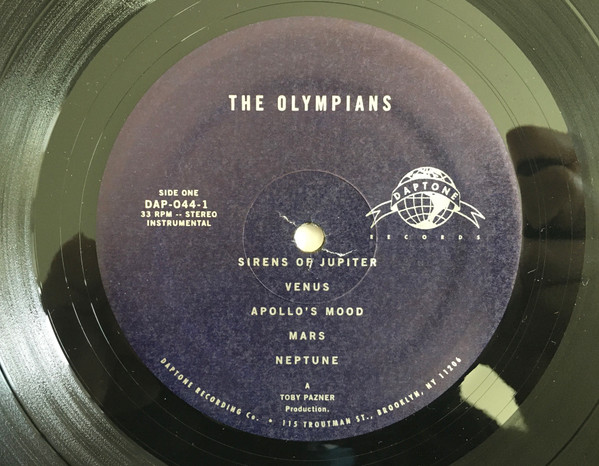 THE OLYMPIANS
SIDE ONE
DAP-044-1
33 RPM -- STEREO
INSTRUMENTAL
DAPTONE
RECORDS
SIRENS OF JUPITER
VENUS
APOLLO'S MOOD
MARS
NEPTUNE
A
TOBY PAZNER
Production.
DAPTONE RECORDING Co. • 115 TROUTMAN ST., BROOKLYN, NY 11206